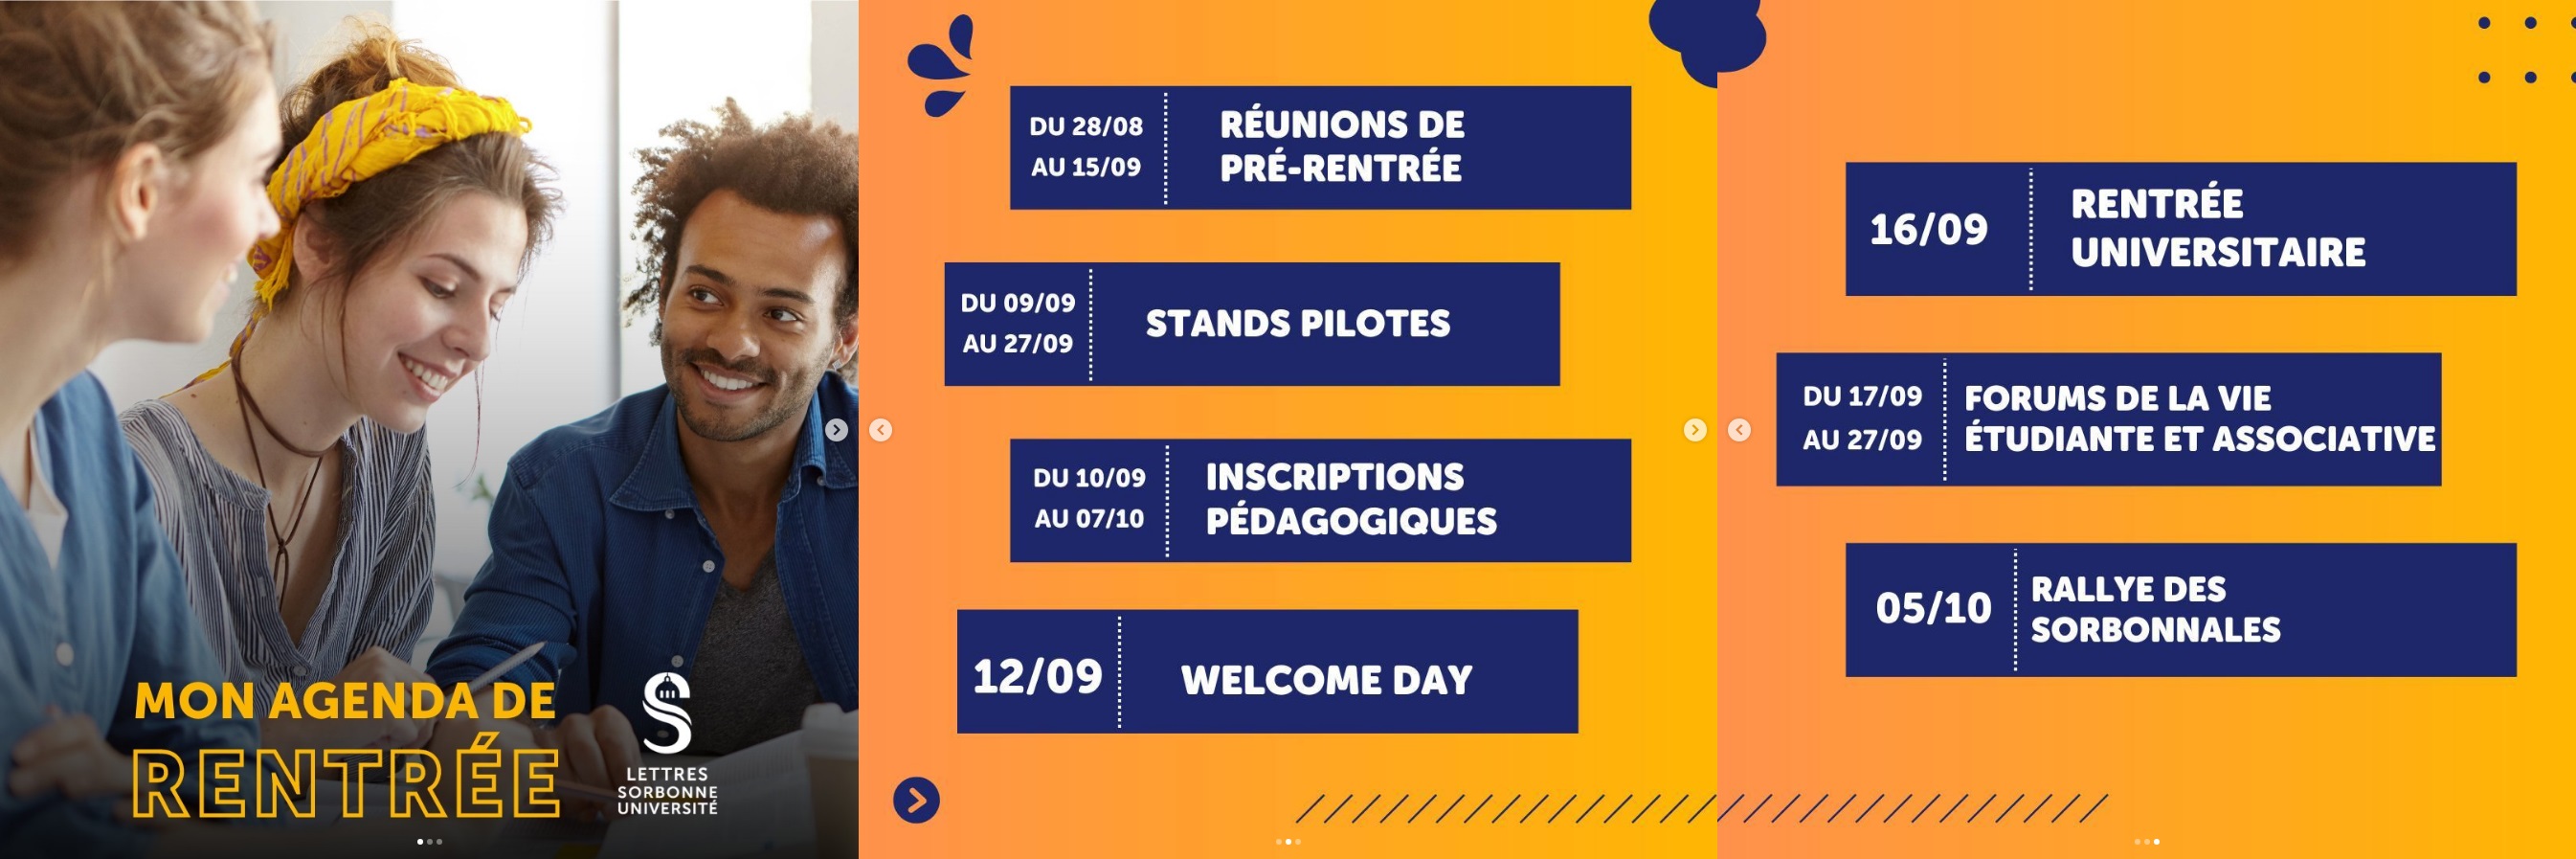 MON AGENDA DE
RENTRÉE
LETTRES
SORBONNE
UNIVERSITÉ
DU 28/08
AU 15/09
RÉUNIONS DE
PRÉ-RENTRÉE
DU 09/09
AU 27/09
STANDS PILOTES
DU 10/09
AU 07/10
INSCRIPTIONS
PÉDAGOGIQUES
12/09
WELCOME DAY
16/09
RENTRÉE
UNIVERSITAIRE
DU 17/09
AU 27/09
FORUMS DE LA VIE
ÉTUDIANTE ET ASSOCIATIVE
05/10
RALLYE DES
SORBONNALES